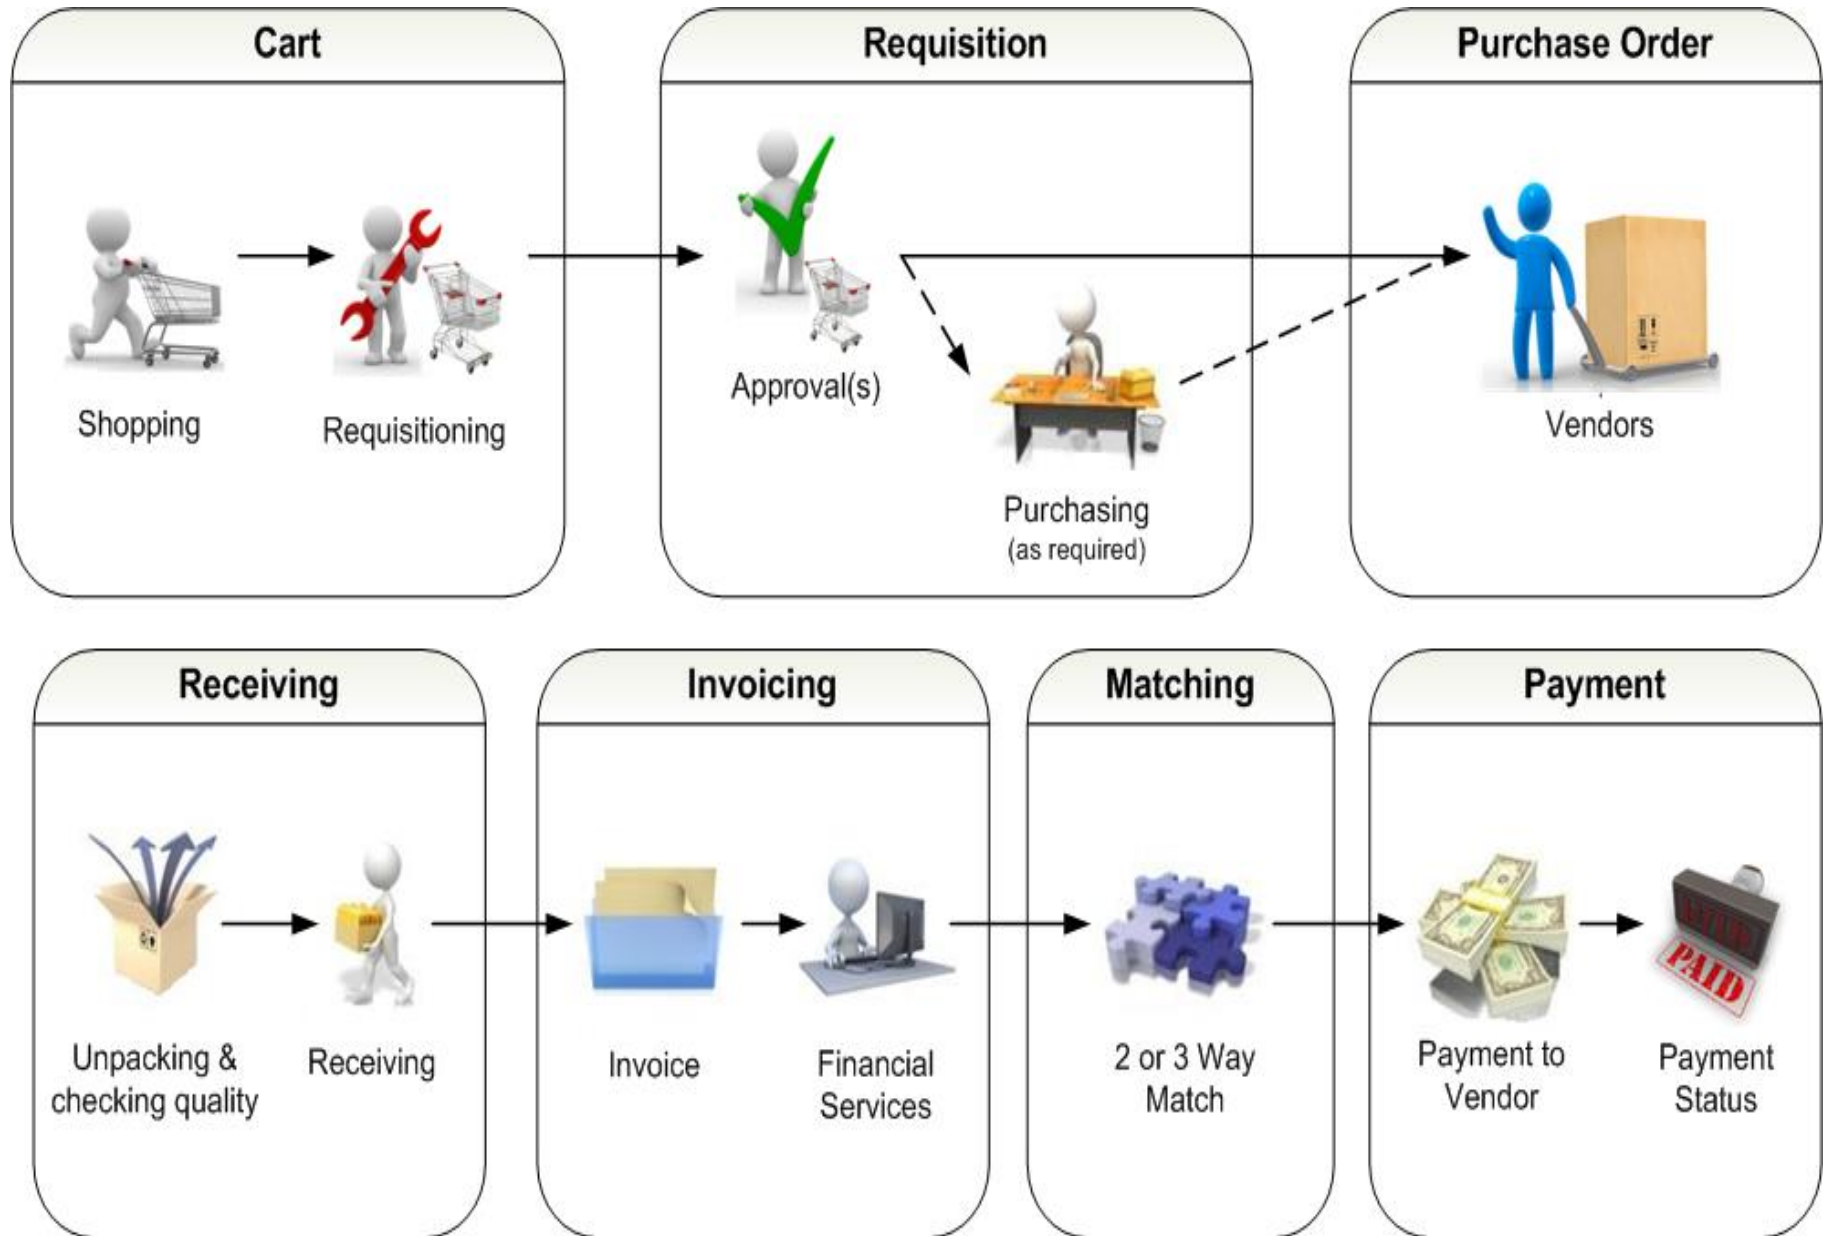 Cart
Requisition
Purchase Order
Shopping
Requisitioning
Approval(s)
Purchasing
(as required)
Vendors
Receiving
Invoicing
Matching
Payment
Unpacking &
checking quality
Receiving
Invoice
Financial
Services
2 or 3 Way
Match
Payment to
Vendor
PAID
Payment
Status